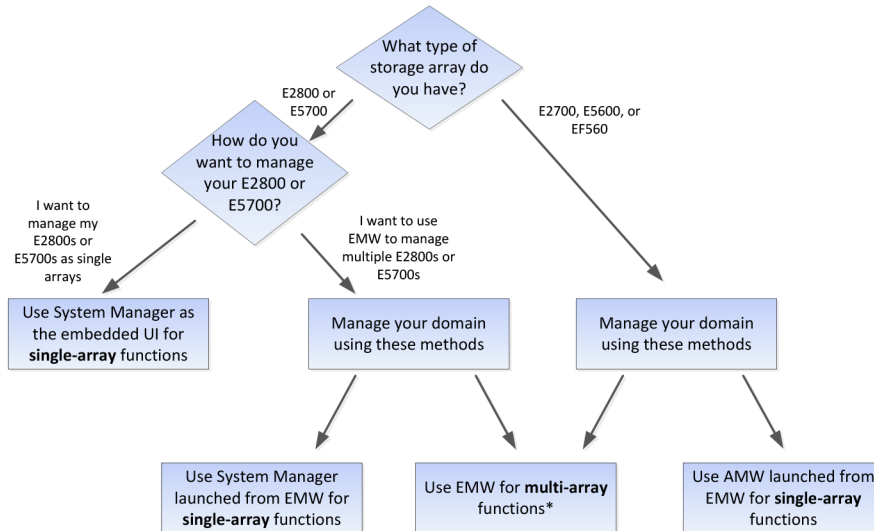 What type of
storage array do
you have?
E2800 or
E5700
E2700, E5600, or
EF560
How do you
want to manage
your E2800 or
E5700?
I want to
manage my
E2800s or
E5700s as single
arrays
I want to use
EMW to manage
multiple E2800s or
E5700s
Use System Manager as
the embedded UI for
single-array functions
Manage your domain
using these methods
Manage your domain
using these methods
Use System Manager
launched from EMW for
single-array functions
Use EMW for multi-array
functions*
Use AMW launched from
EMW for single-array
functions